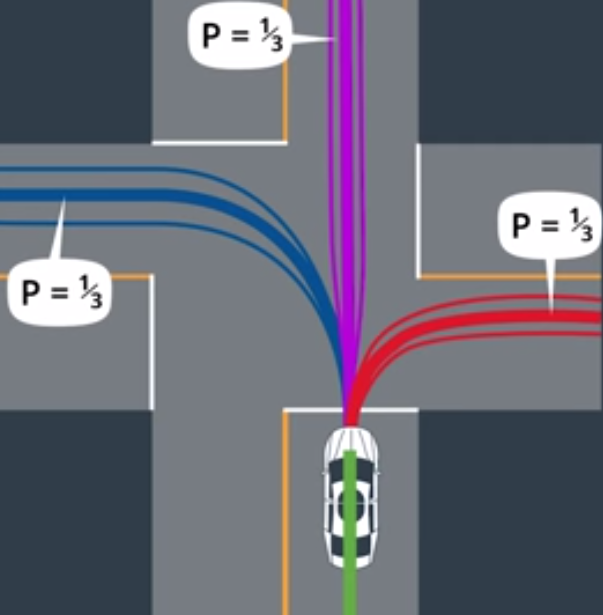 P = ⅓
P = ⅓
P = ⅓